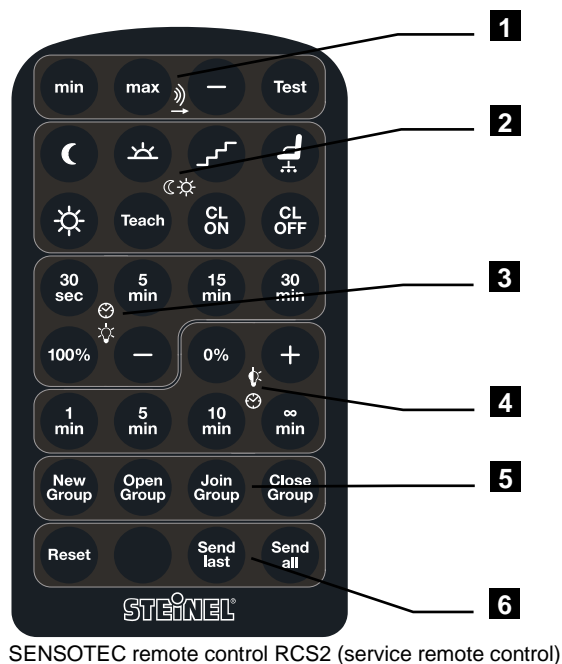 1
min max – Test
2
Teach CL ON CL OFF
3
30 sec 5 min 15 min 30 min
100% – 0% +
4
1 min 5 min 10 min ∞ min
5
New Group Open Group Join Group Close Group
Reset Send last Send all
6
STEINEL®
SENSOTEC remote control RCS2 (service remote control)